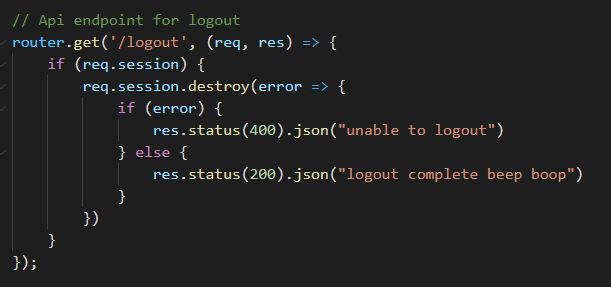 // Api endpoint for logout
router.get('/logout', (req, res) => {
    if (req.session) {
        req.session.destroy(error => {
            if (error) {
                res.status(400).json("unable to logout")
            } else {
                res.status(200).json("logout complete beep boop")
            }
        })
    }
});